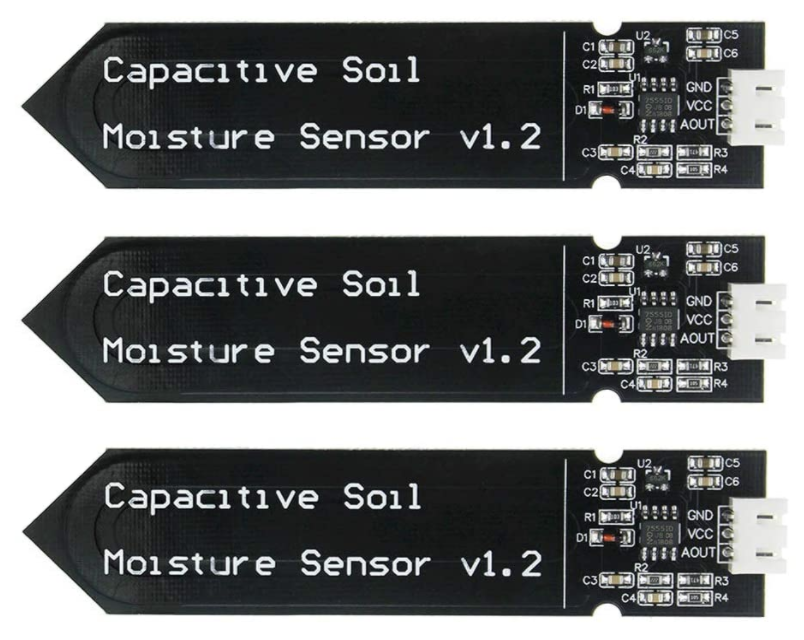 Capacitive Soil
Moisture Sensor v1.2
C1
C2
R1
D1
C3
U2
U1
R2
C4
C5
C6
GND
VCC
AOUT
R3
R4
Capacitive Soil
Moisture Sensor v1.2
C1
C2
R1
D1
C3
U2
U1
R2
C4
C5
C6
GND
VCC
AOUT
R3
R4
Capacitive Soil
Moisture Sensor v1.2
C1
C2
R1
D1
C3
U2
U1
R2
C4
C5
C6
GND
VCC
AOUT
R3
R4